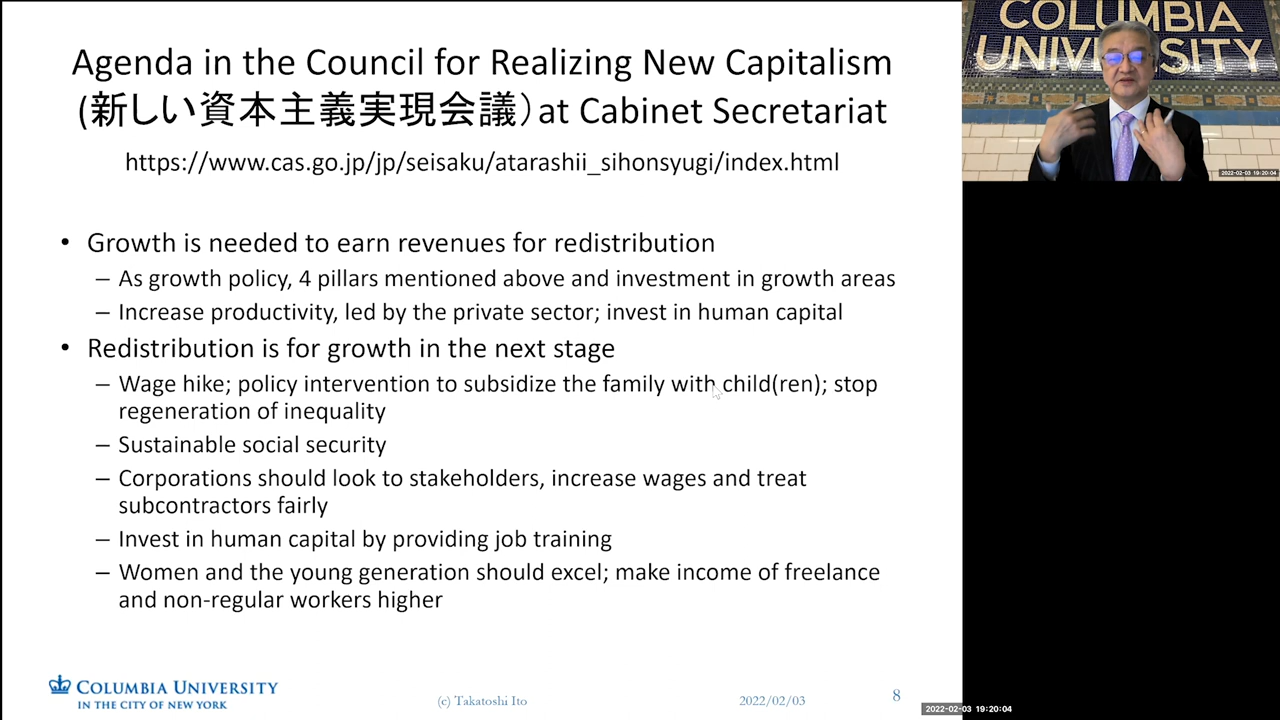 Agenda in the Council for Realizing New Capitalism
(新しい資本主義実現会議）at Cabinet Secretariat
https://www.cas.go.jp/jp/seisaku/atarashii_sihonsyugi/index.html
• Growth is needed to earn revenues for redistribution
– As growth policy, 4 pillars mentioned above and investment in growth areas
– Increase productivity, led by the private sector; invest in human capital
• Redistribution is for growth in the next stage
– Wage hike; policy intervention to subsidize the family with child(ren); stop
regeneration of inequality
– Sustainable social security
– Corporations should look to stakeholders, increase wages and treat
subcontractors fairly
– Invest in human capital by providing job training
– Women and the young generation should excel; make income of freelance
and non-regular workers higher
COLUMBIA UNIVERSITY
IN THE CITY OF NEW YORK
(c) Takatoshi Ito
2022/02/03
8
COLUMBIA
UNIVERSITY
2022-02-03 19:20:04
2022-02-03 19:20:04